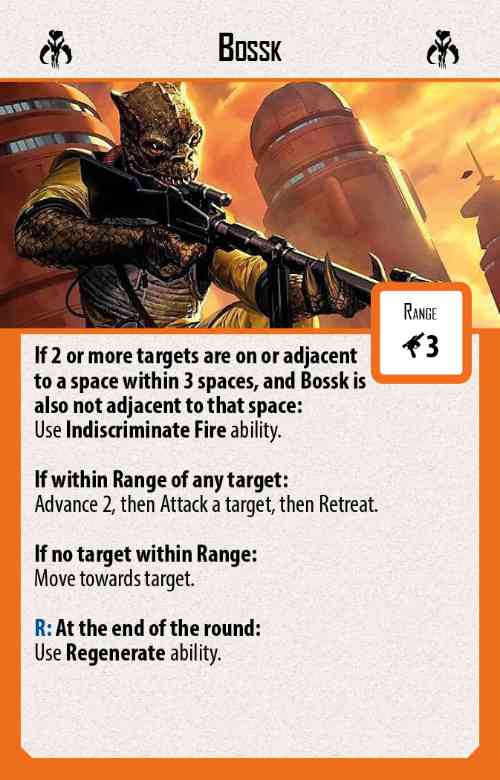 Bossk
Range
3
If 2 or more targets are on or adjacent
to a space within 3 spaces, and Bossk is
also not adjacent to that space:
Use Indiscriminate Fire ability.
If within Range of any target:
Advance 2, then Attack a target, then Retreat.
If no target within Range:
Move towards target.
R: At the end of the round:
Use Regenerate ability.